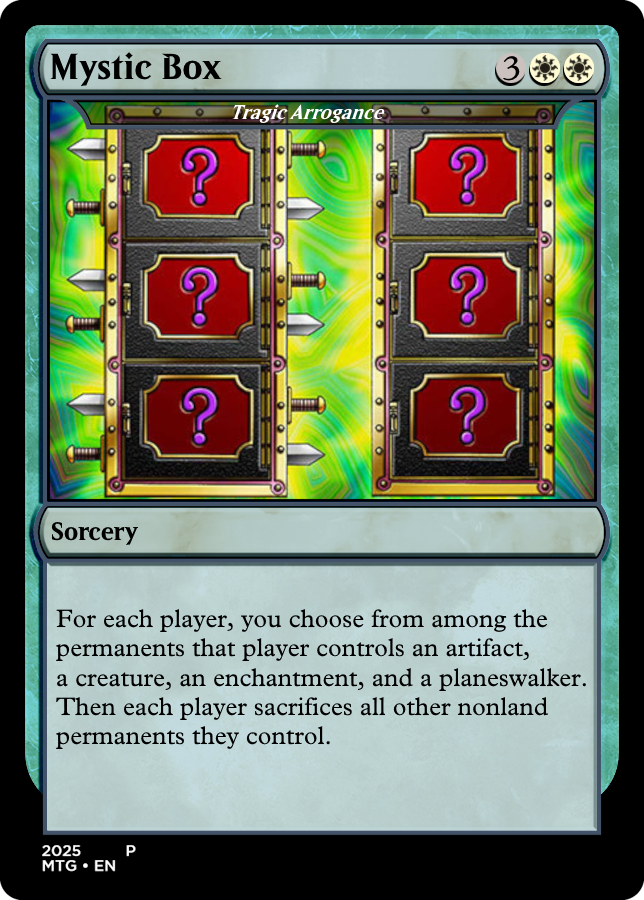 Mystic Box
3
Tragic Arrogance
?
?
?
?
?
?
Sorcery
For each player, you choose from among the
permanents that player controls an artifact,
a creature, an enchantment, and a planeswalker.
Then each player sacrifices all other nonland
permanents they control.
2025 P
MTG • EN